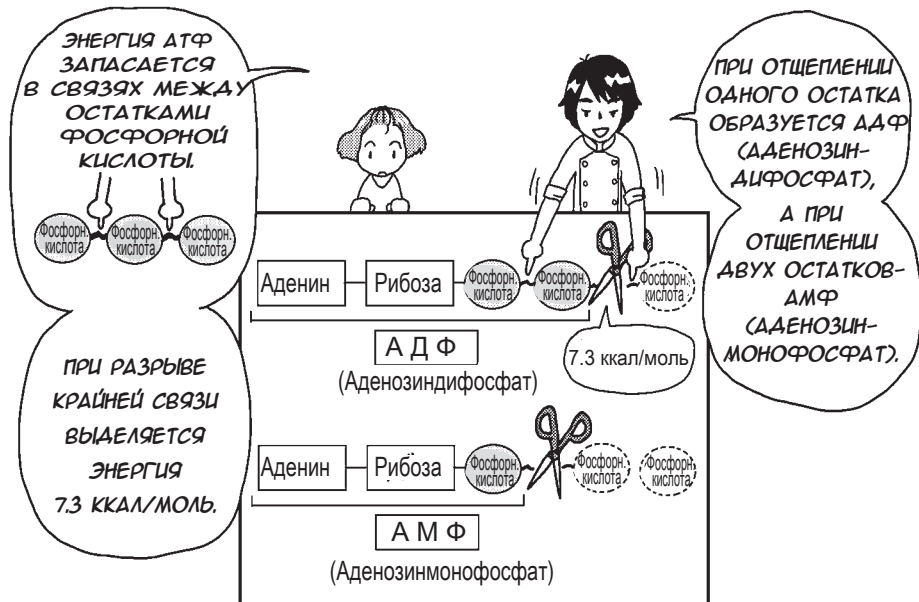 ЭНЕРГИЯ АТФ
ЗАПАСАЕТСЯ
В СВЯЗЯХ МЕЖДУ
ОСТАТКАМИ
ФОСФОРНОЙ
КИСЛОТЫ.
Фосфорн. кислота Фосфорн. кислота Фосфорн. кислота
ПРИ РАЗРЫВЕ
КРАЙНЕЙ СВЯЗИ
ВЫДЕЛЯЕТСЯ
ЭНЕРГИЯ
7.3 ККАЛ/МОЛЬ.
ПРИ ОТЩЕПЛЕНИИ
ОДНОГО ОСТАТКА
ОБРАЗУЕТСЯ АДФ
(АДЕНОЗИН-
ДИФОСФАТ),
А ПРИ
ОТЩЕПЛЕНИИ
ДВУХ ОСТАТКОВ-
АМФ
(АДЕНОЗИН-
МОНОФОСФАТ).
Аденин Рибоза Фосфорн. кислота Фосфорн. кислота Фосфорн. кислота
7.3 ккал/моль
А Д Ф
(Аденозиндифосфат)
Аденин Рибоза Фосфорн. кислота Фосфорн. кислота Фосфорн. кислота
А М Ф
(Аденозинмонофосфат)